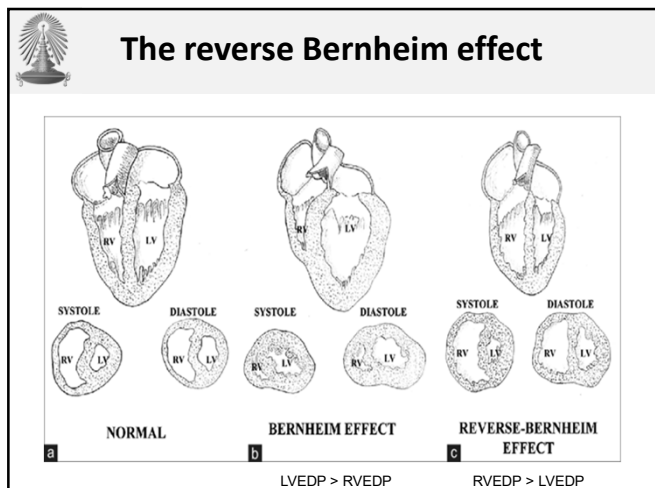 The reverse Bernheim effect
RV LV
RV LV
RV LV
SYSTOLE DIASTOLE
SYSTOLE DIASTOLE
SYSTOLE DIASTOLE
RV LV
RV LV
RV LV
RV LV
RV LV
RV LV
a NORMAL
b BERNHEIM EFFECT
c REVERSE-BERNHEIM
EFFECT
LVEDP > RVEDP
RVEDP > LVEDP